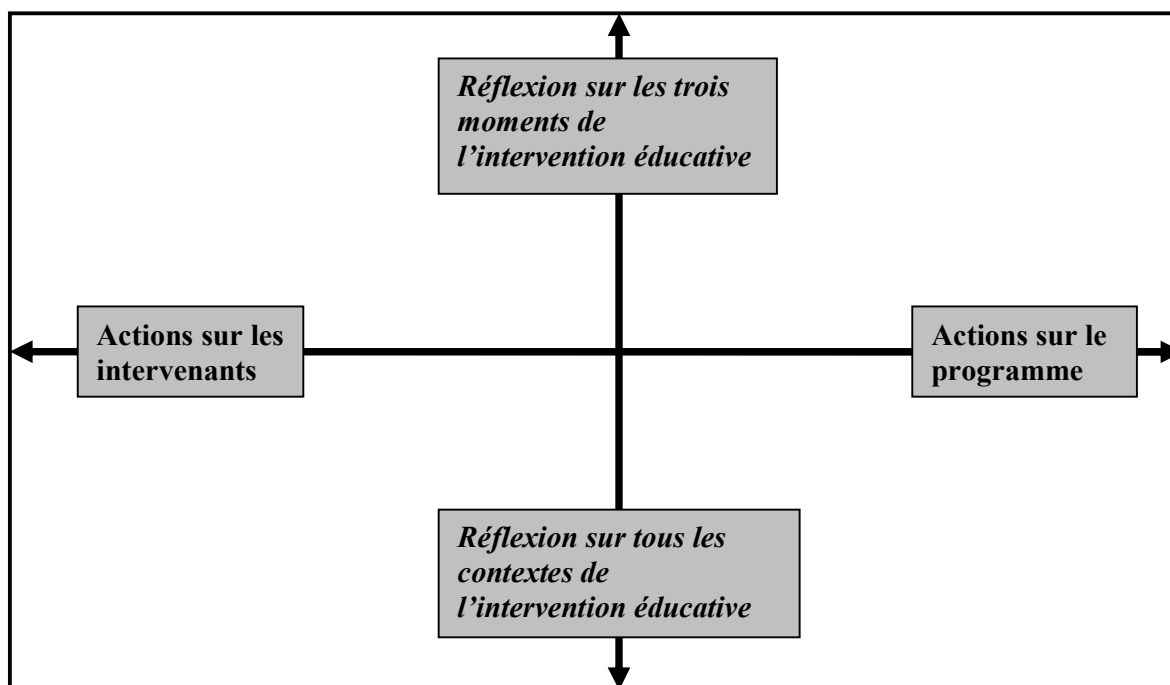 Réflexion sur les trois
moments de
l’intervention éducative
Actions sur les
intervenants
Actions sur le
programme
Réflexion sur tous les
contextes de
l’intervention éducative